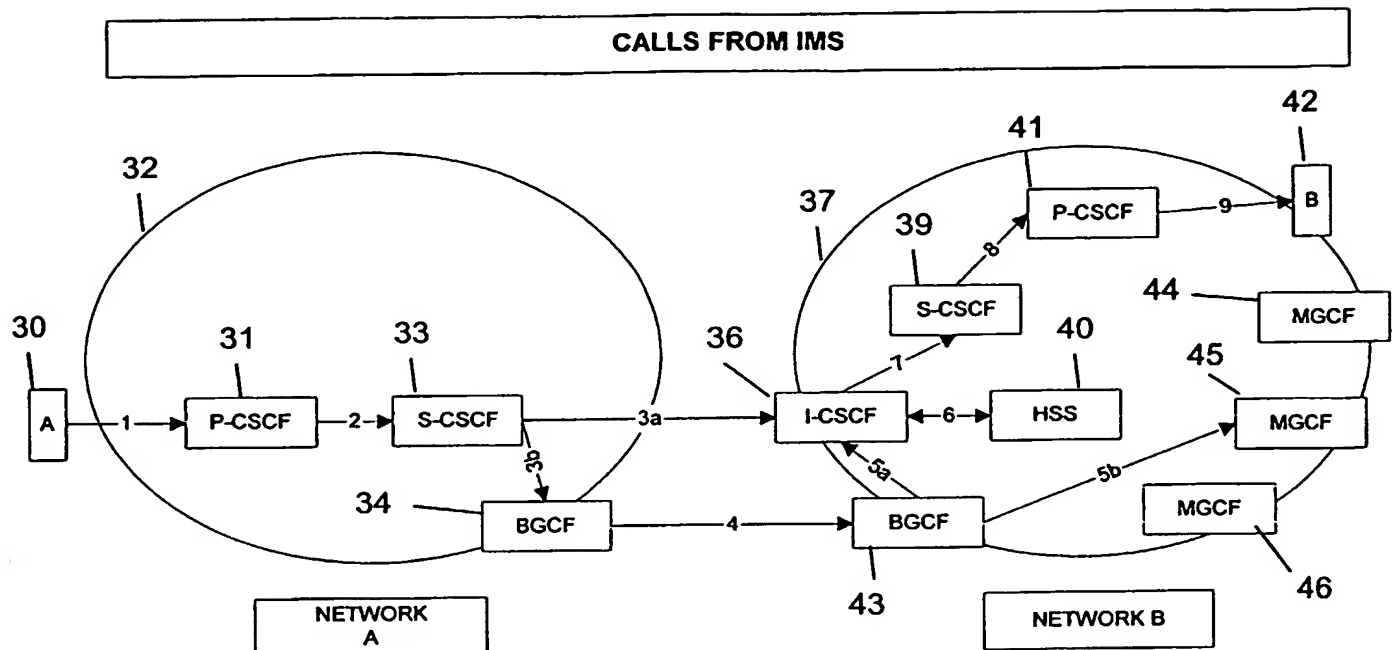 CALLS FROM IMS
42
41
32
P-CSCF
9
B
37
39
8
44
S-CSCF
MGCF
30
31
33
36
7
40
45
A
1
P-CSCF
2
S-CSCF
3a
I-CSCF
6
HSS
MGCF
3b
5a
5b
34
BGCF
4
BGCF
MGCF
43
46
NETWORK
A
NETWORK B